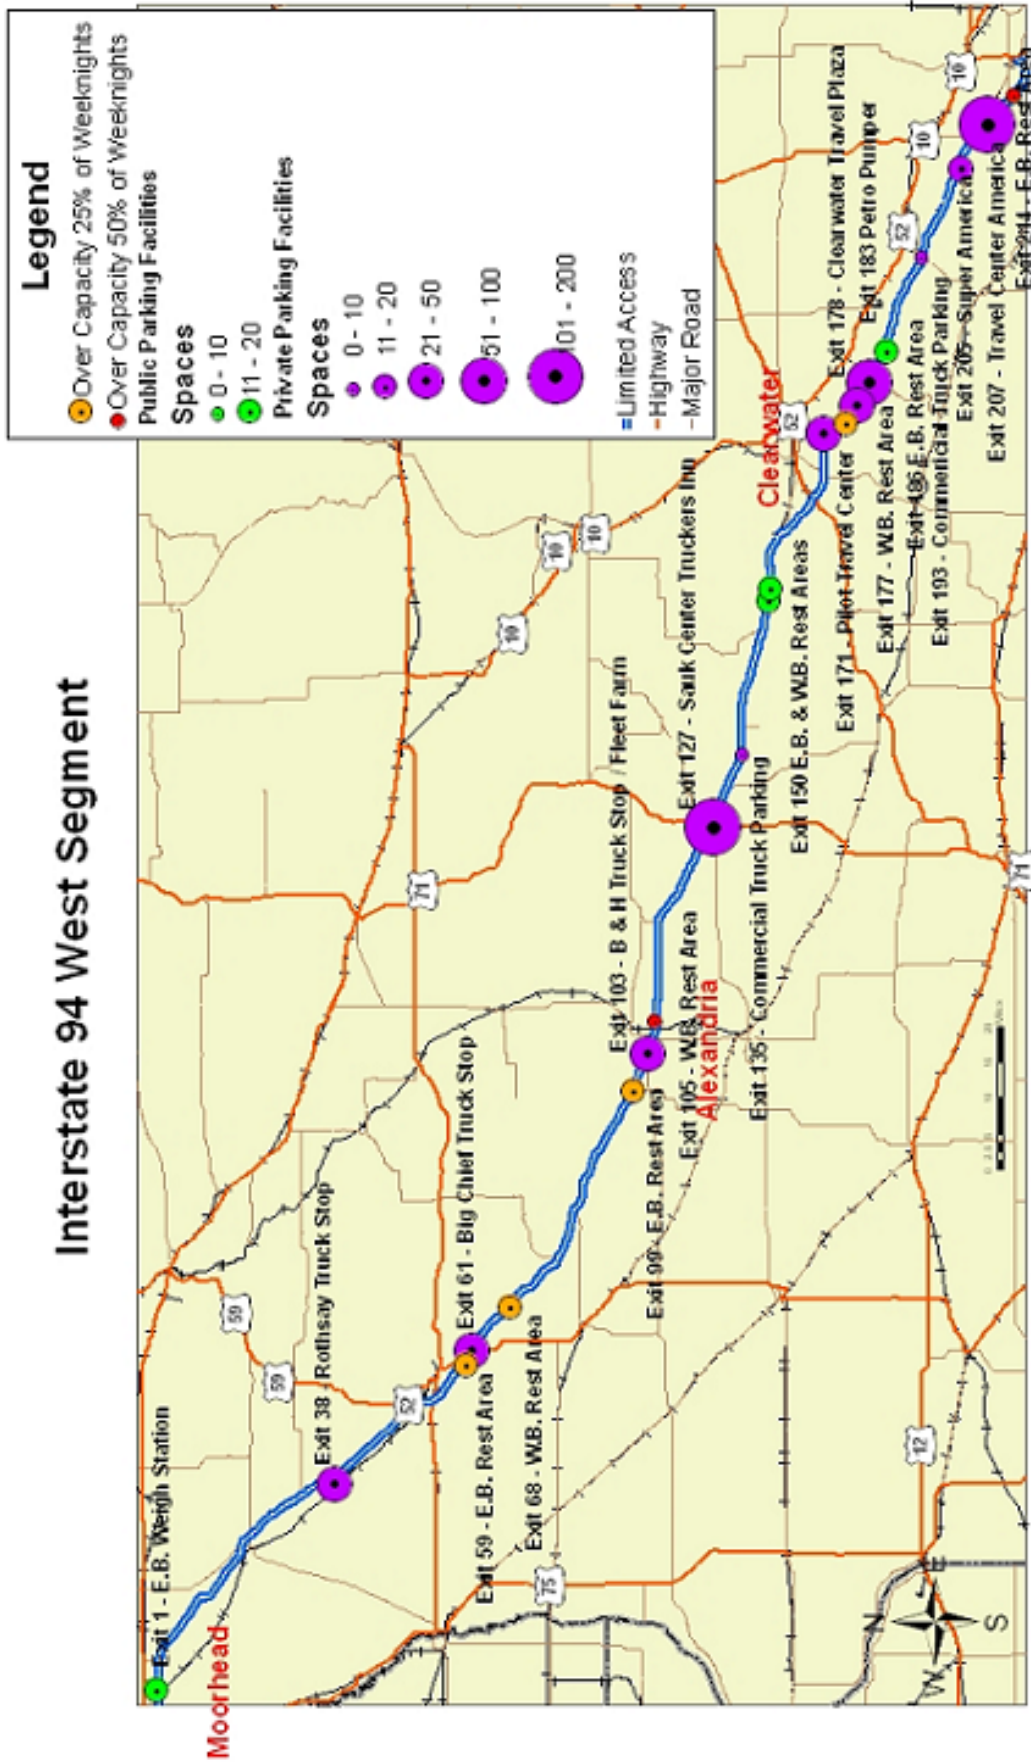 Interstate 94 West Segment
Legend
Over Capacity 25% of Weeknights
Over Capacity 50% of Weeknights
Public Parking Facilities
Spaces
0 - 10
11 - 20
Private Parking Facilities
Spaces
0 - 10
11 - 20
21 - 50
51 - 100
101 - 200
Limited Access
Highway
Major Road
Moorhead
Exit 1 - E.B. Weigh Station
59
59
Exit 38 - Rothsay Truck Stop
52
Exit 59 - E.B. Rest Area
Exit 61 - Big Chief Truck Stop
Exit 68 - W.B. Rest Area
75
12
71
Exit 99 - E.B. Rest Area
Exit 103 - B & H Truck Stop / Fleet Farm
Exit 105 - W.B. Rest Area
Alexandria
Exit 127 - Sauk Center Truckers Inn
Exit 135 - Commercial Truck Parking
71
10
10
10
Exit 150 E.B. & W.B. Rest Areas
Clearwater
52
Exit 171 - Pilot Travel Center
Exit 177 - W.B. Rest Area
Exit 178 - Clearwater Travel Plaza
Exit 183 Petro Pumper
Exit 186 E.B. Rest Area
Exit 193 - Commercial Truck Parking
52
10
10
Exit 205 - Super America
Exit 207 - Travel Center America
E.B. Rest Area
N
W
E
S